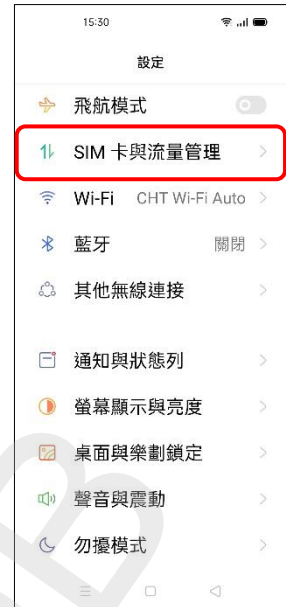 15:30
設定
飛航模式
SIM 卡與流量管理
Wi-Fi CHT Wi-Fi Auto
藍牙 關閉
其他無線連接
通知與狀態列
螢幕顯示與亮度
桌面與樂劃鎖定
聲音與震動
勿擾模式